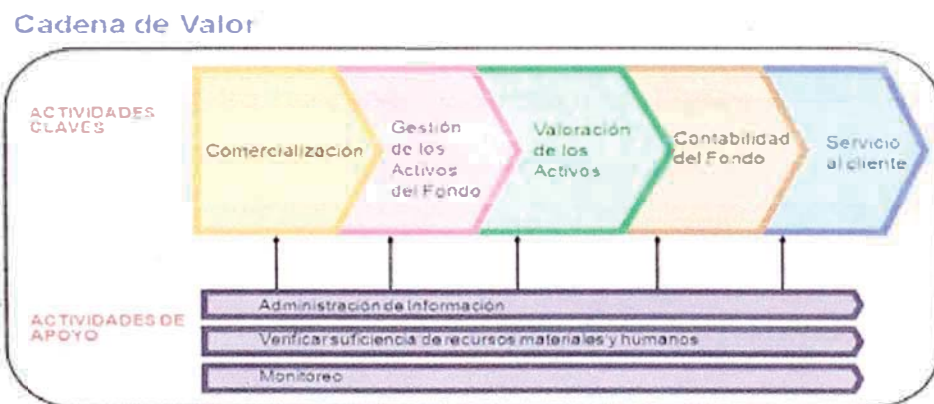 Cadena de Valor
ACTIVIDADES
CLAVES
Comercialización
Gestión
de los
Activos
del Fondo
Valoración
de los
Activos
Contabilidad
del Fondo
Servicio
al cliente
ACTIVIDADES DE
APOYO
Administración de Información
Verificar suficiencia de recursos materiales y humanos
Monitoreo